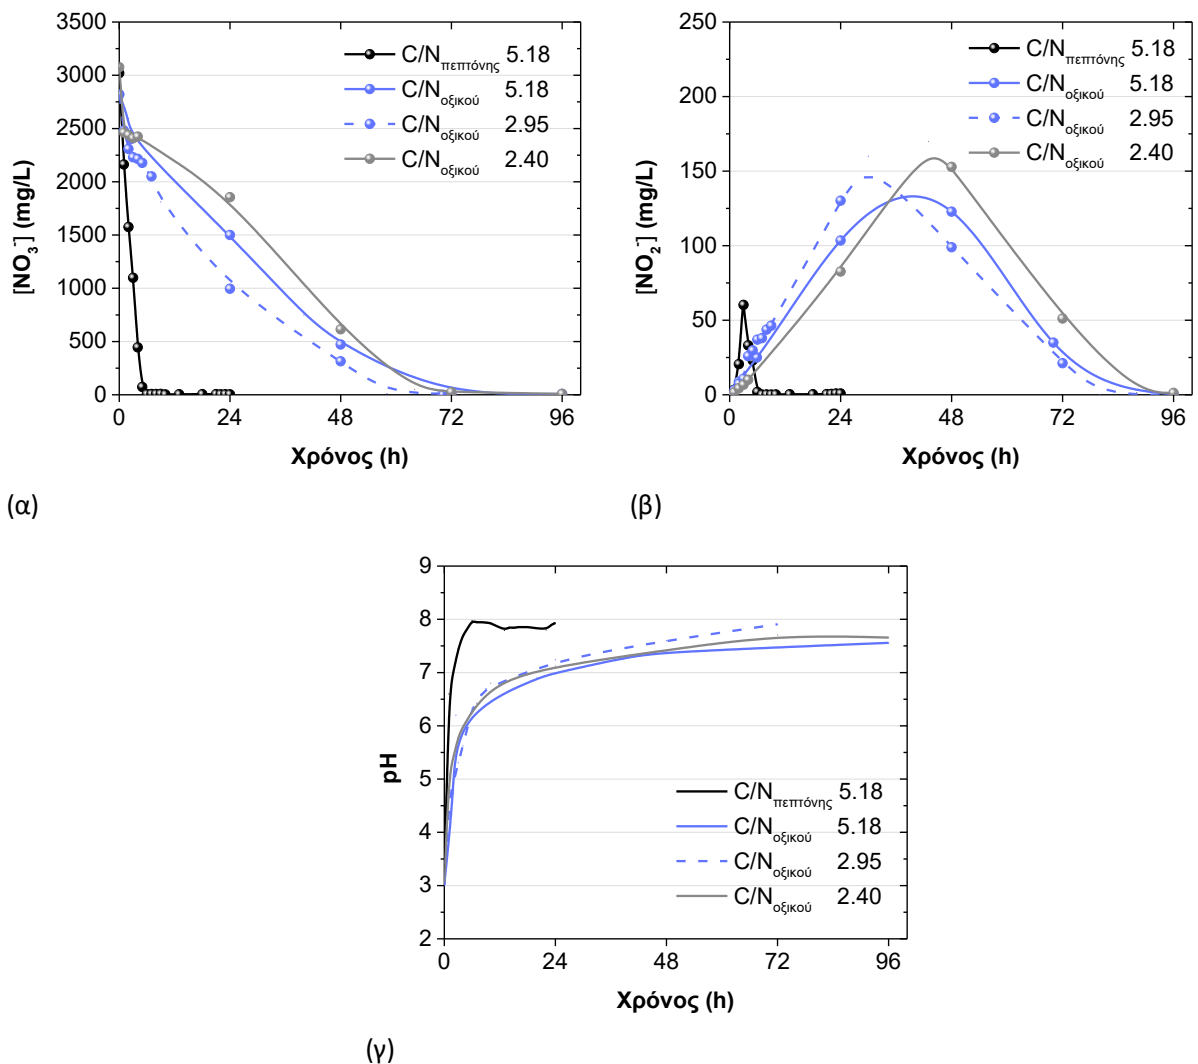 3500
3000
2500
2000
1500
1000
500
0
[NO₃⁻] (mg/L)
C/Nπεπτόνης 5.18
C/Nοξικού 5.18
C/Nοξικού 2.95
C/Nοξικού 2.40
0 24 48 72 96
Χρόνος (h)
(α)
250
200
150
100
50
0
[NO₂⁻] (mg/L)
C/Nπεπτόνης 5.18
C/Nοξικού 5.18
C/Nοξικού 2.95
C/Nοξικού 2.40
0 24 48 72 96
Χρόνος (h)
(β)
9
8
7
6
5
4
3
2
pH
C/Nπεπτόνης 5.18
C/Nοξικού 5.18
C/Nοξικού 2.95
C/Nοξικού 2.40
0 24 48 72 96
Χρόνος (h)
(γ)